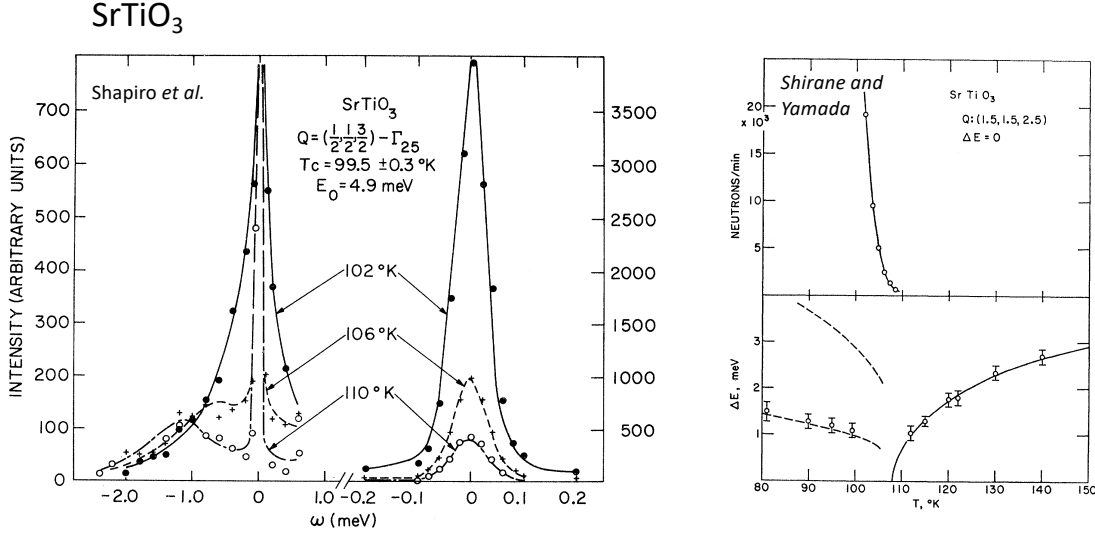 SrTiO₃
Shapiro et al.
SrTiO₃
Q=(½,½,3/2)–Γ₂₅
Tc = 99.5 ±0.3 °K
E₀ = 4.9 meV
102 °K
106 °K
110 °K
INTENSITY (ARBITRARY UNITS)
700
600
500
400
300
200
100
0
3500
3000
2500
2000
1500
1000
500
-2.0
-1.0
0
1.0
-0.2
-0.1
0
0.1
0.2
ω (meV)
Shirane and
Yamada
Sr Ti O₃
Q: (1.5, 1.5, 2.5)
ΔE = 0
NEUTRONS/min
20
x 10³
15
10
5
ΔE, meV
3
2
1
80
90
100
110
120
130
140
150
T, °K